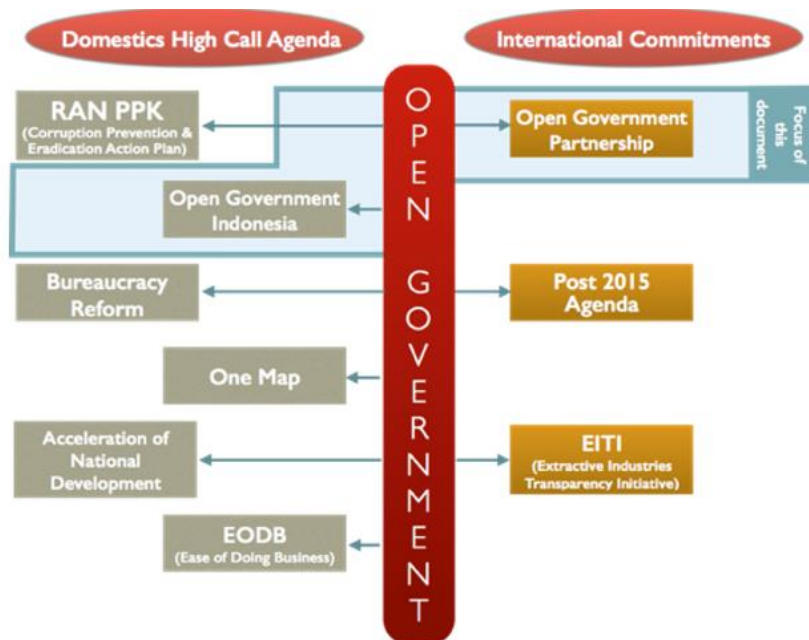 Domestics High Call Agenda
International Commitments
RAN PPK
(Corruption Prevention &
Eradication Action Plan)
Open Government
Partnership
Focus of
this
document
Open Government
Indonesia
Bureaucracy
Reform
Post 2015
Agenda
One Map
Acceleration of
National
Development
EITI
(Extractive Industries
Transparency Initiative)
EODB
(Ease of Doing Business)
OPEN GOVERNMENT